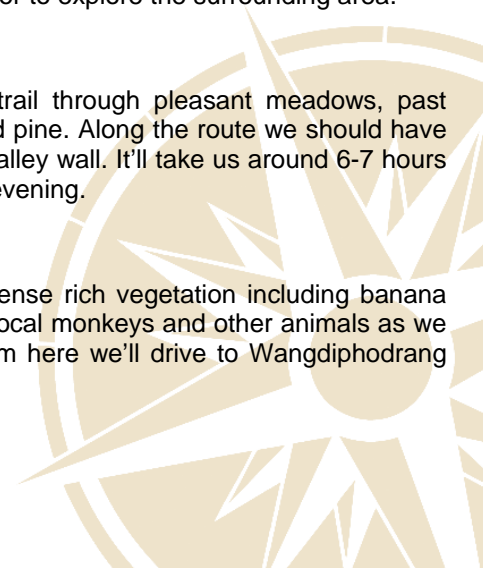 er to explore the surrounding area.
trail through pleasant meadows, past
d pine. Along the route we should have
alley wall. It'll take us around 6-7 hours
evening.
ense rich vegetation including banana
ocal monkeys and other animals as we
m here we'll drive to Wangdiphodrang